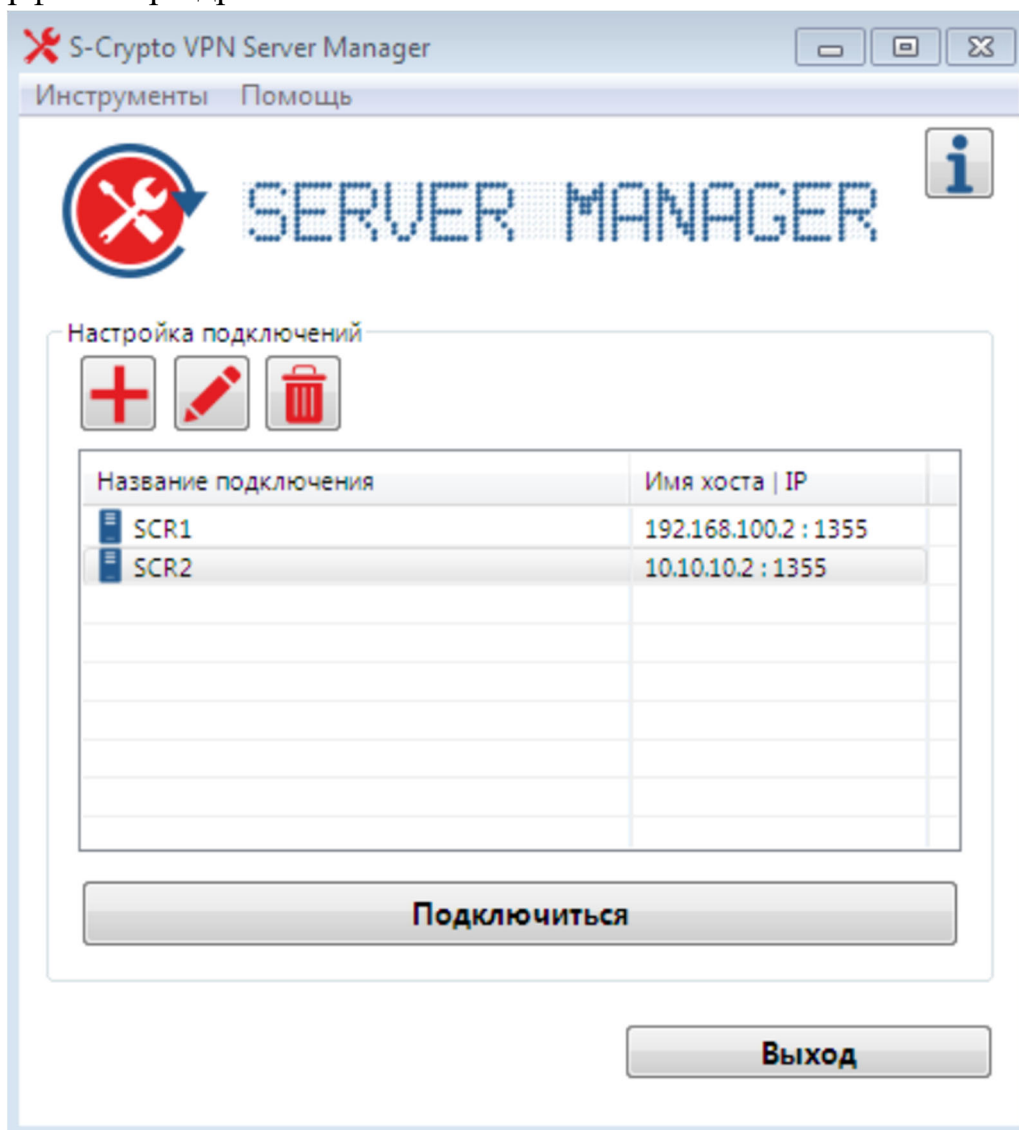 S-Crypto VPN Server Manager
Инструменты Помощь
SERVER MANAGER
Настройка подключений
Название подключения Имя хоста | IP
SCR1 192.168.100.2 : 1355
SCR2 10.10.10.2 : 1355
Подключиться
Выход